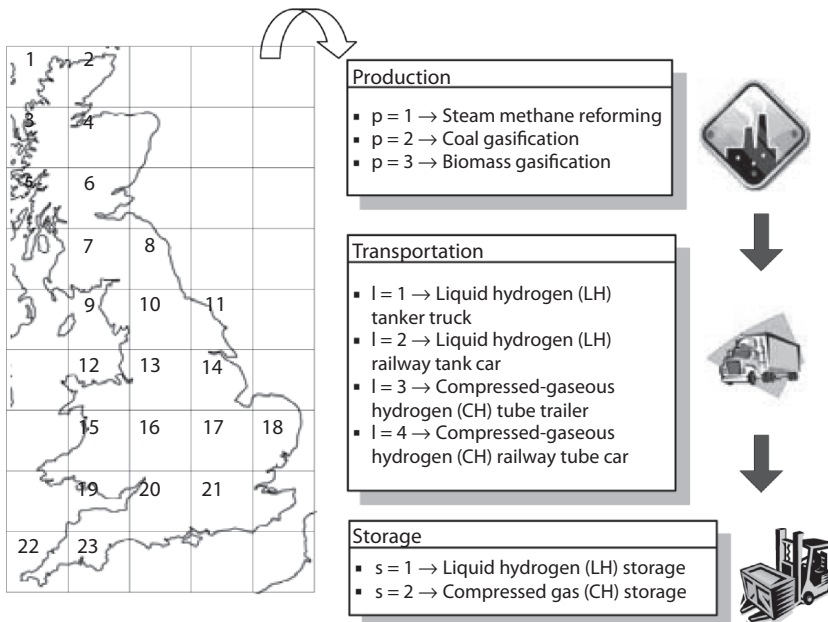 1 2
3 4
5 6
7 8
9 10 11
12 13 14
15 16 17 18
19 20 21
22 23
Production
▪ p = 1 → Steam methane reforming
▪ p = 2 → Coal gasification
▪ p = 3 → Biomass gasification
Transportation
▪ l = 1 → Liquid hydrogen (LH)
tanker truck
▪ l = 2 → Liquid hydrogen (LH)
railway tank car
▪ l = 3 → Compressed-gaseous
hydrogen (CH) tube trailer
▪ l = 4 → Compressed-gaseous
hydrogen (CH) railway tube car
Storage
▪ s = 1 → Liquid hydrogen (LH) storage
▪ s = 2 → Compressed gas (CH) storage